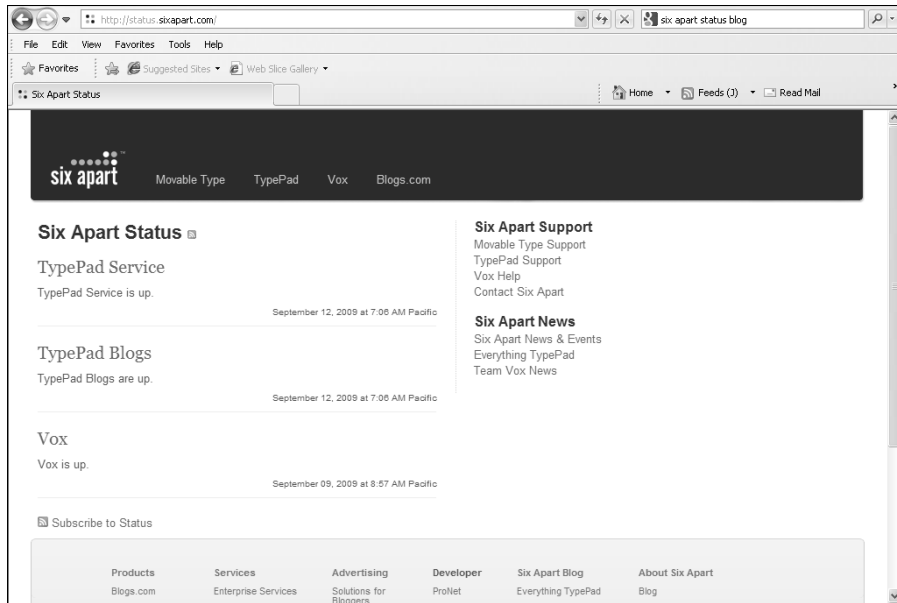 http://status.sixapart.com/
six apart status blog
File Edit View Favorites Tools Help
Favorites Suggested Sites Web Slice Gallery
Six Apart Status
Home Feeds (J) Read Mail
six apart™
Movable Type TypePad Vox Blogs.com
Six Apart Status
TypePad Service
TypePad Service is up.
September 12, 2009 at 7:06 AM Pacific
TypePad Blogs
TypePad Blogs are up.
September 12, 2009 at 7:06 AM Pacific
Vox
Vox is up.
September 09, 2009 at 8:57 AM Pacific
Subscribe to Status
Six Apart Support
Movable Type Support
TypePad Support
Vox Help
Contact Six Apart
Six Apart News
Six Apart News & Events
Everything TypePad
Team Vox News
Products Services Advertising Developer Six Apart Blog About Six Apart
Blogs.com Enterprise Services Solutions for ProNet Everything TypePad Blog
Bloggers